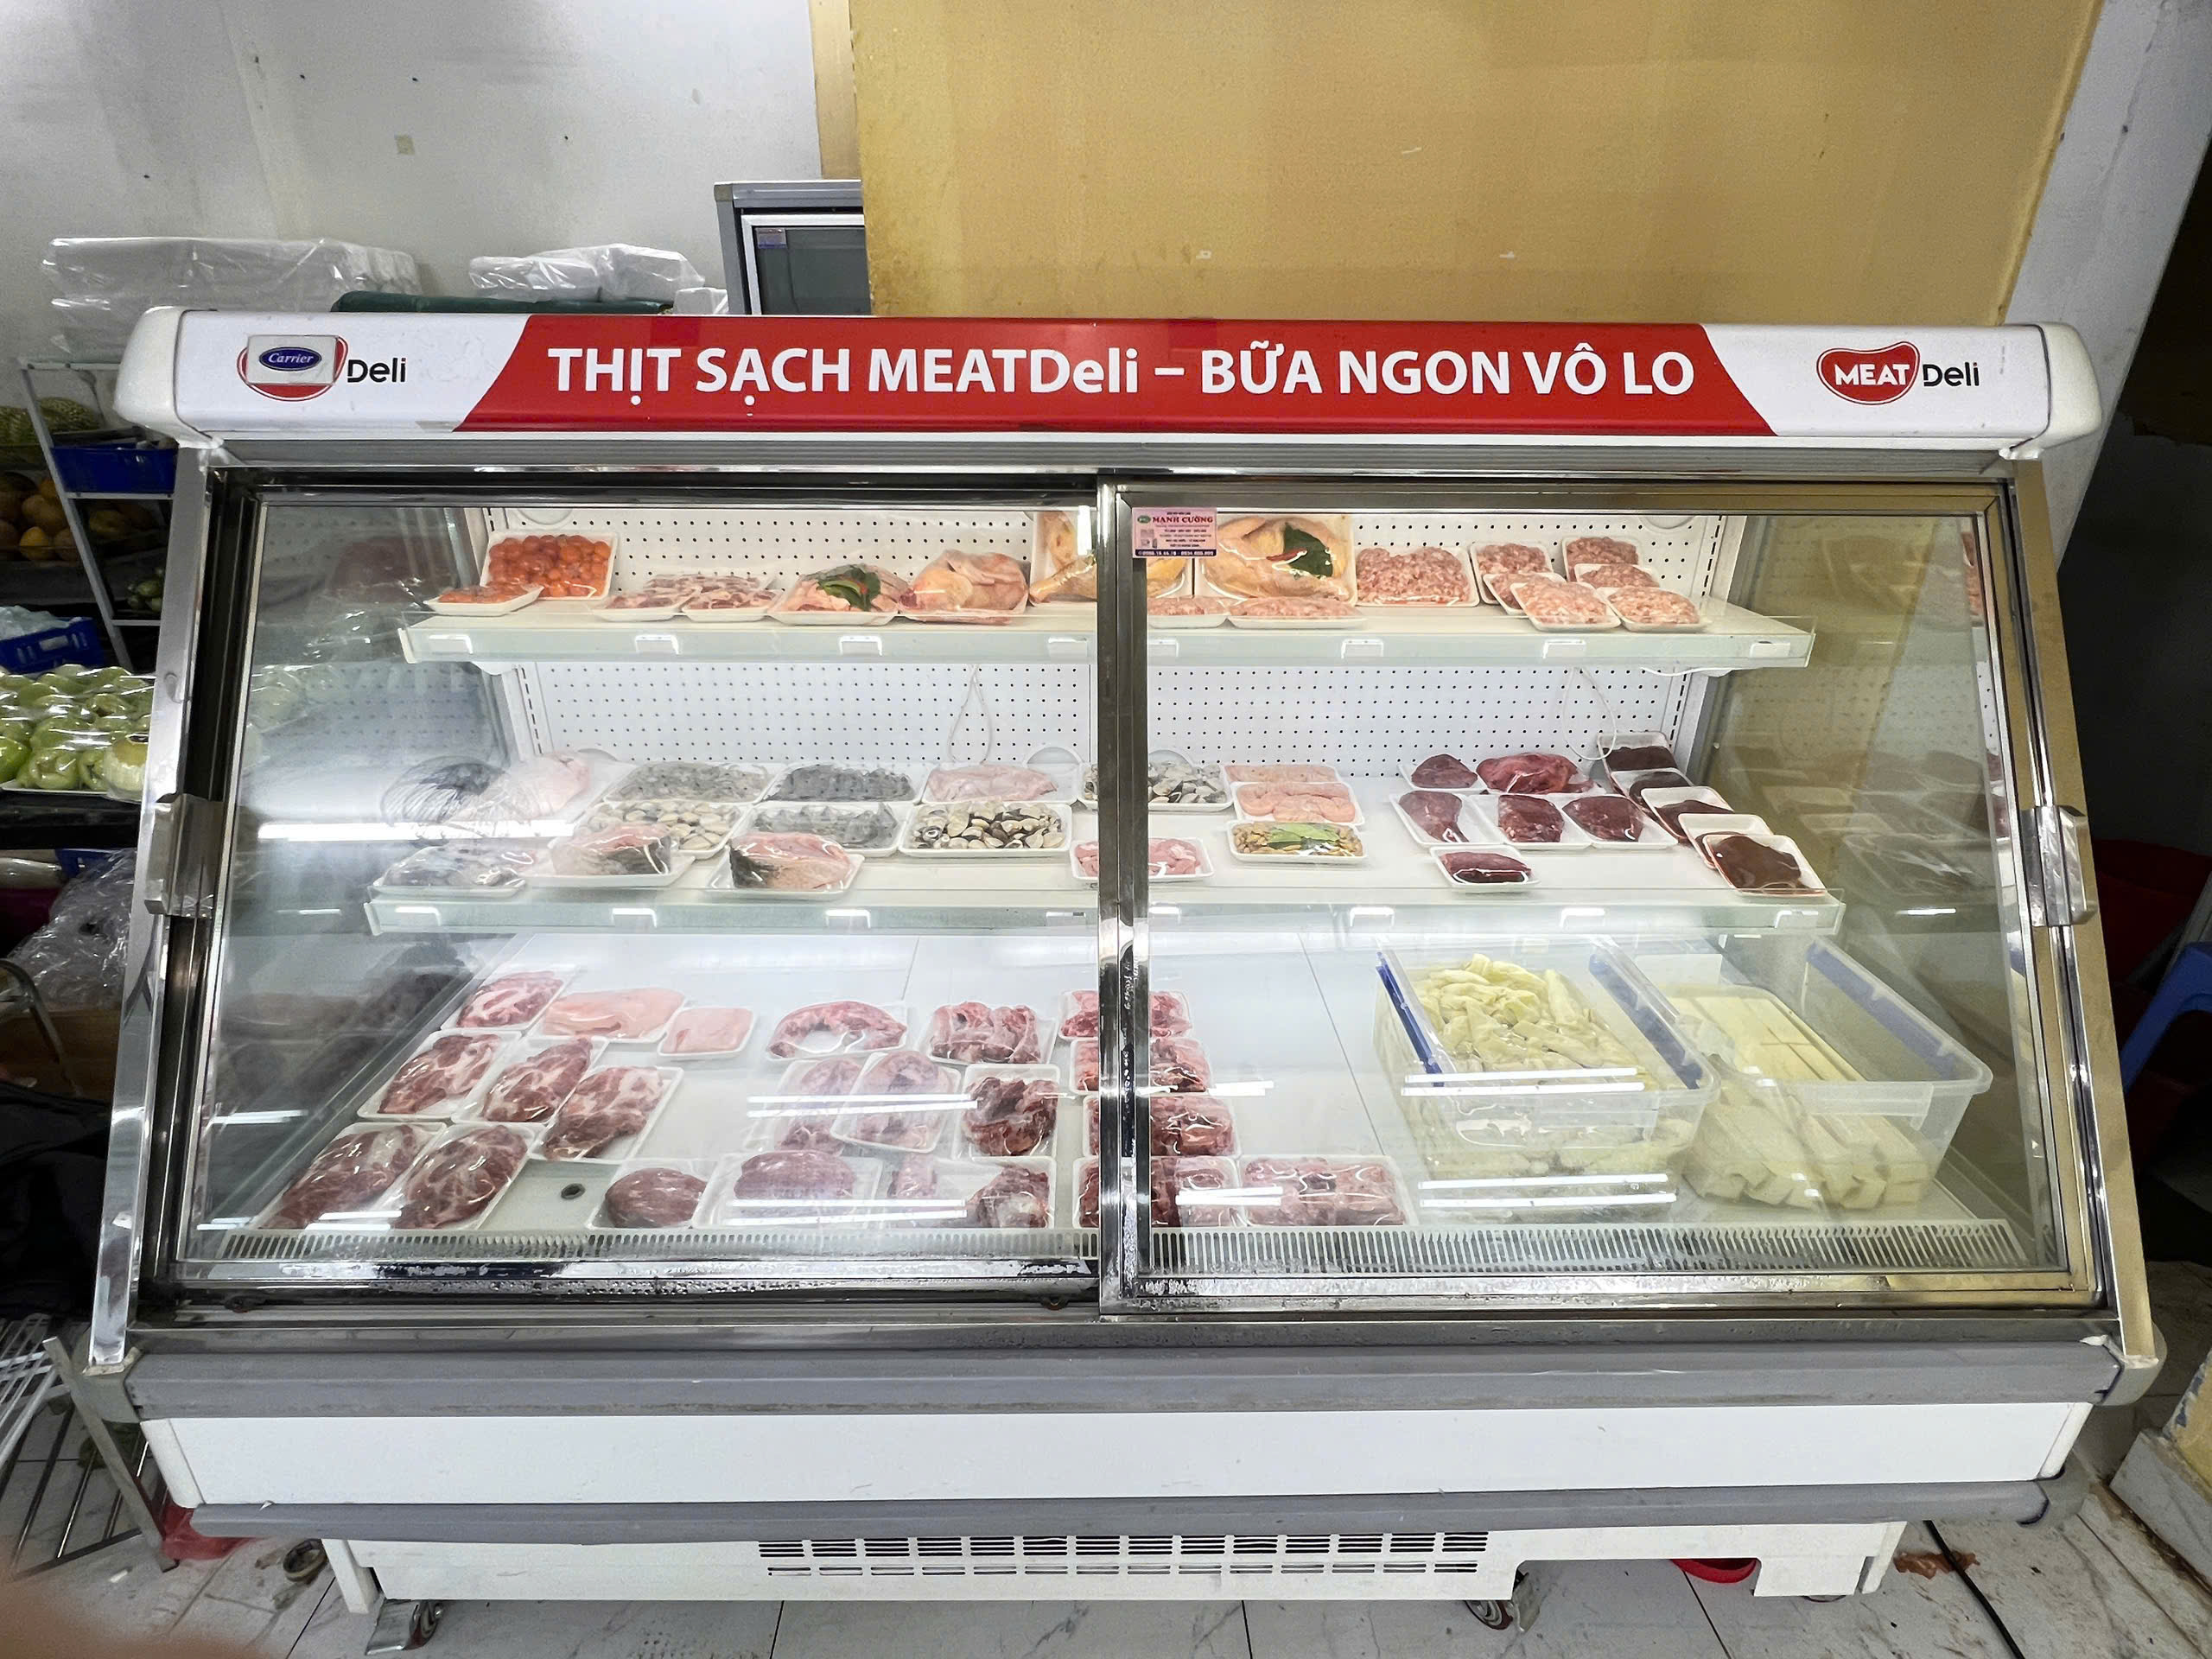 Carrier
Deli
THỊT SẠCH MEATDeli – BỮA NGON VÔ LO
MEAT Deli
MẠNH CƯỜNG